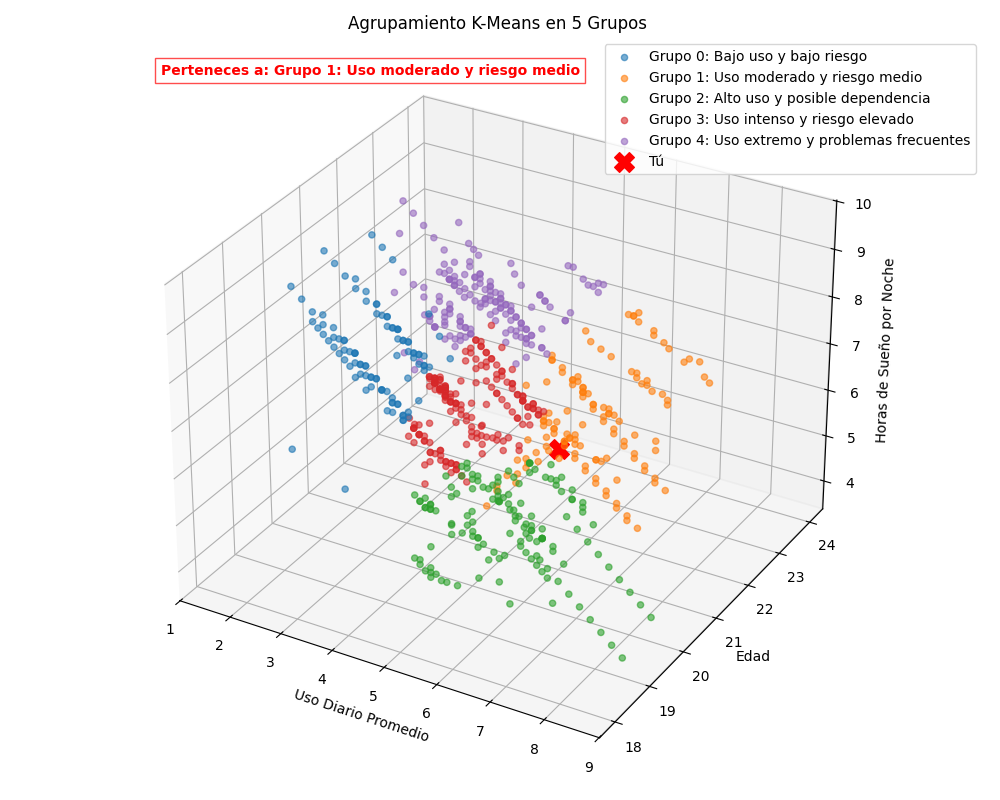 Agrupamiento K-Means en 5 Grupos
Perteneces a: Grupo 1: Uso moderado y riesgo medio
Grupo 0: Bajo uso y bajo riesgo
Grupo 1: Uso moderado y riesgo medio
Grupo 2: Alto uso y posible dependencia
Grupo 3: Uso intenso y riesgo elevado
Grupo 4: Uso extremo y problemas frecuentes
Tú
10
9
8
7
6
5
4
Horas de Sueño por Noche
24
23
22
21
20
19
18
Edad
1
2
3
4
5
6
7
8
9
Uso Diario Promedio